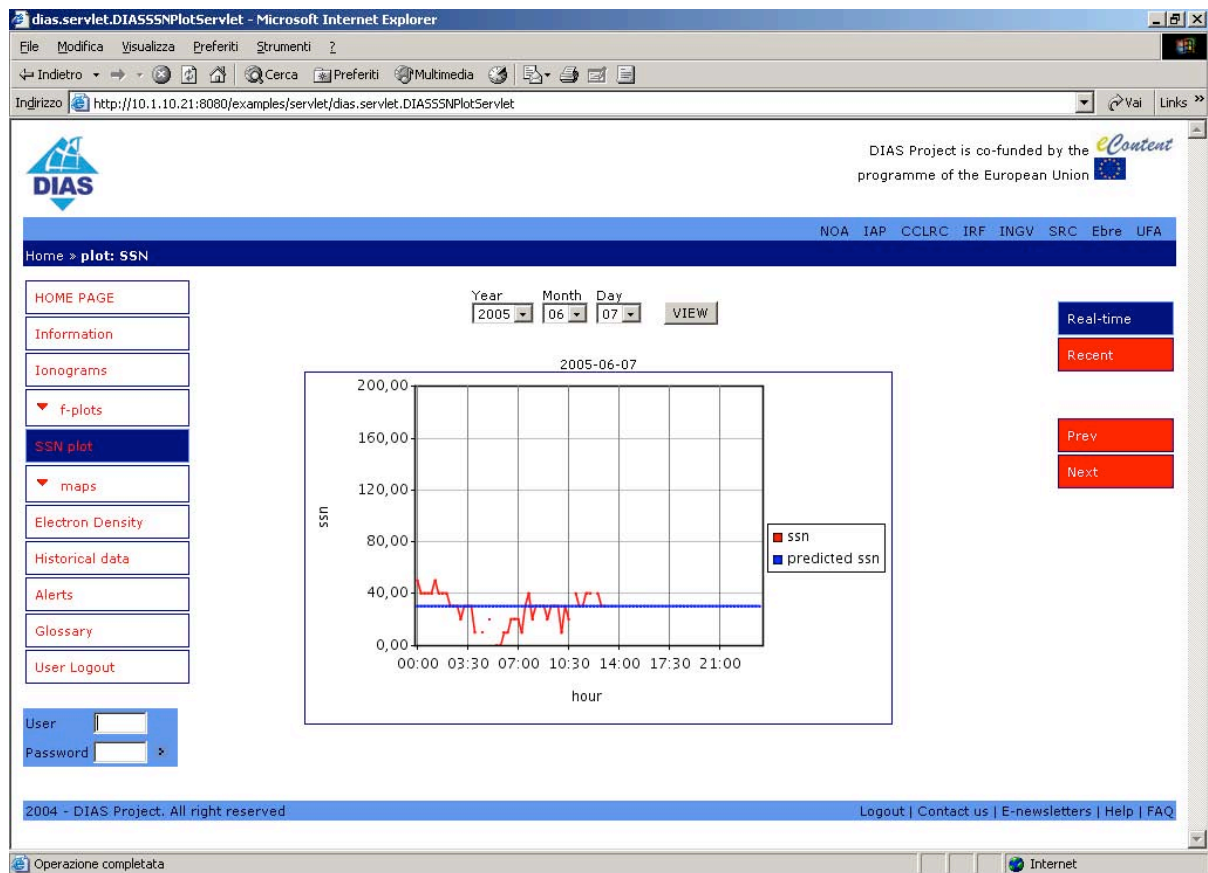 dias.servlet.DIASSSNPlotServlet - Microsoft Internet Explorer
File Modifica Visualizza Preferiti Strumenti ?
Indietro Cerca Preferiti Multimedia
Indirizzo http://10.1.10.21:8080/examples/servlet/dias.servlet.DIASSSNPlotServlet Vai Links »
DIAS
DIAS Project is co-funded by the eContent
programme of the European Union
NOA IAP CCLRC IRF INGV SRC Ebre UFA
Home » plot: SSN
HOME PAGE
Information
Ionograms
f-plots
SSN plot
maps
Electron Density
Historical data
Alerts
Glossary
User Logout
User
Password
Year Month Day
2005 06 07 VIEW
2005-06-07
200,00
160,00
120,00
80,00
40,00
0,00
ssn
00:00 03:30 07:00 10:30 14:00 17:30 21:00
hour
ssn
predicted ssn
Real-time
Recent
Prev
Next
2004 - DIAS Project. All right reserved
Logout | Contact us | E-newsletters | Help | FAQ
Operazione completata
Internet